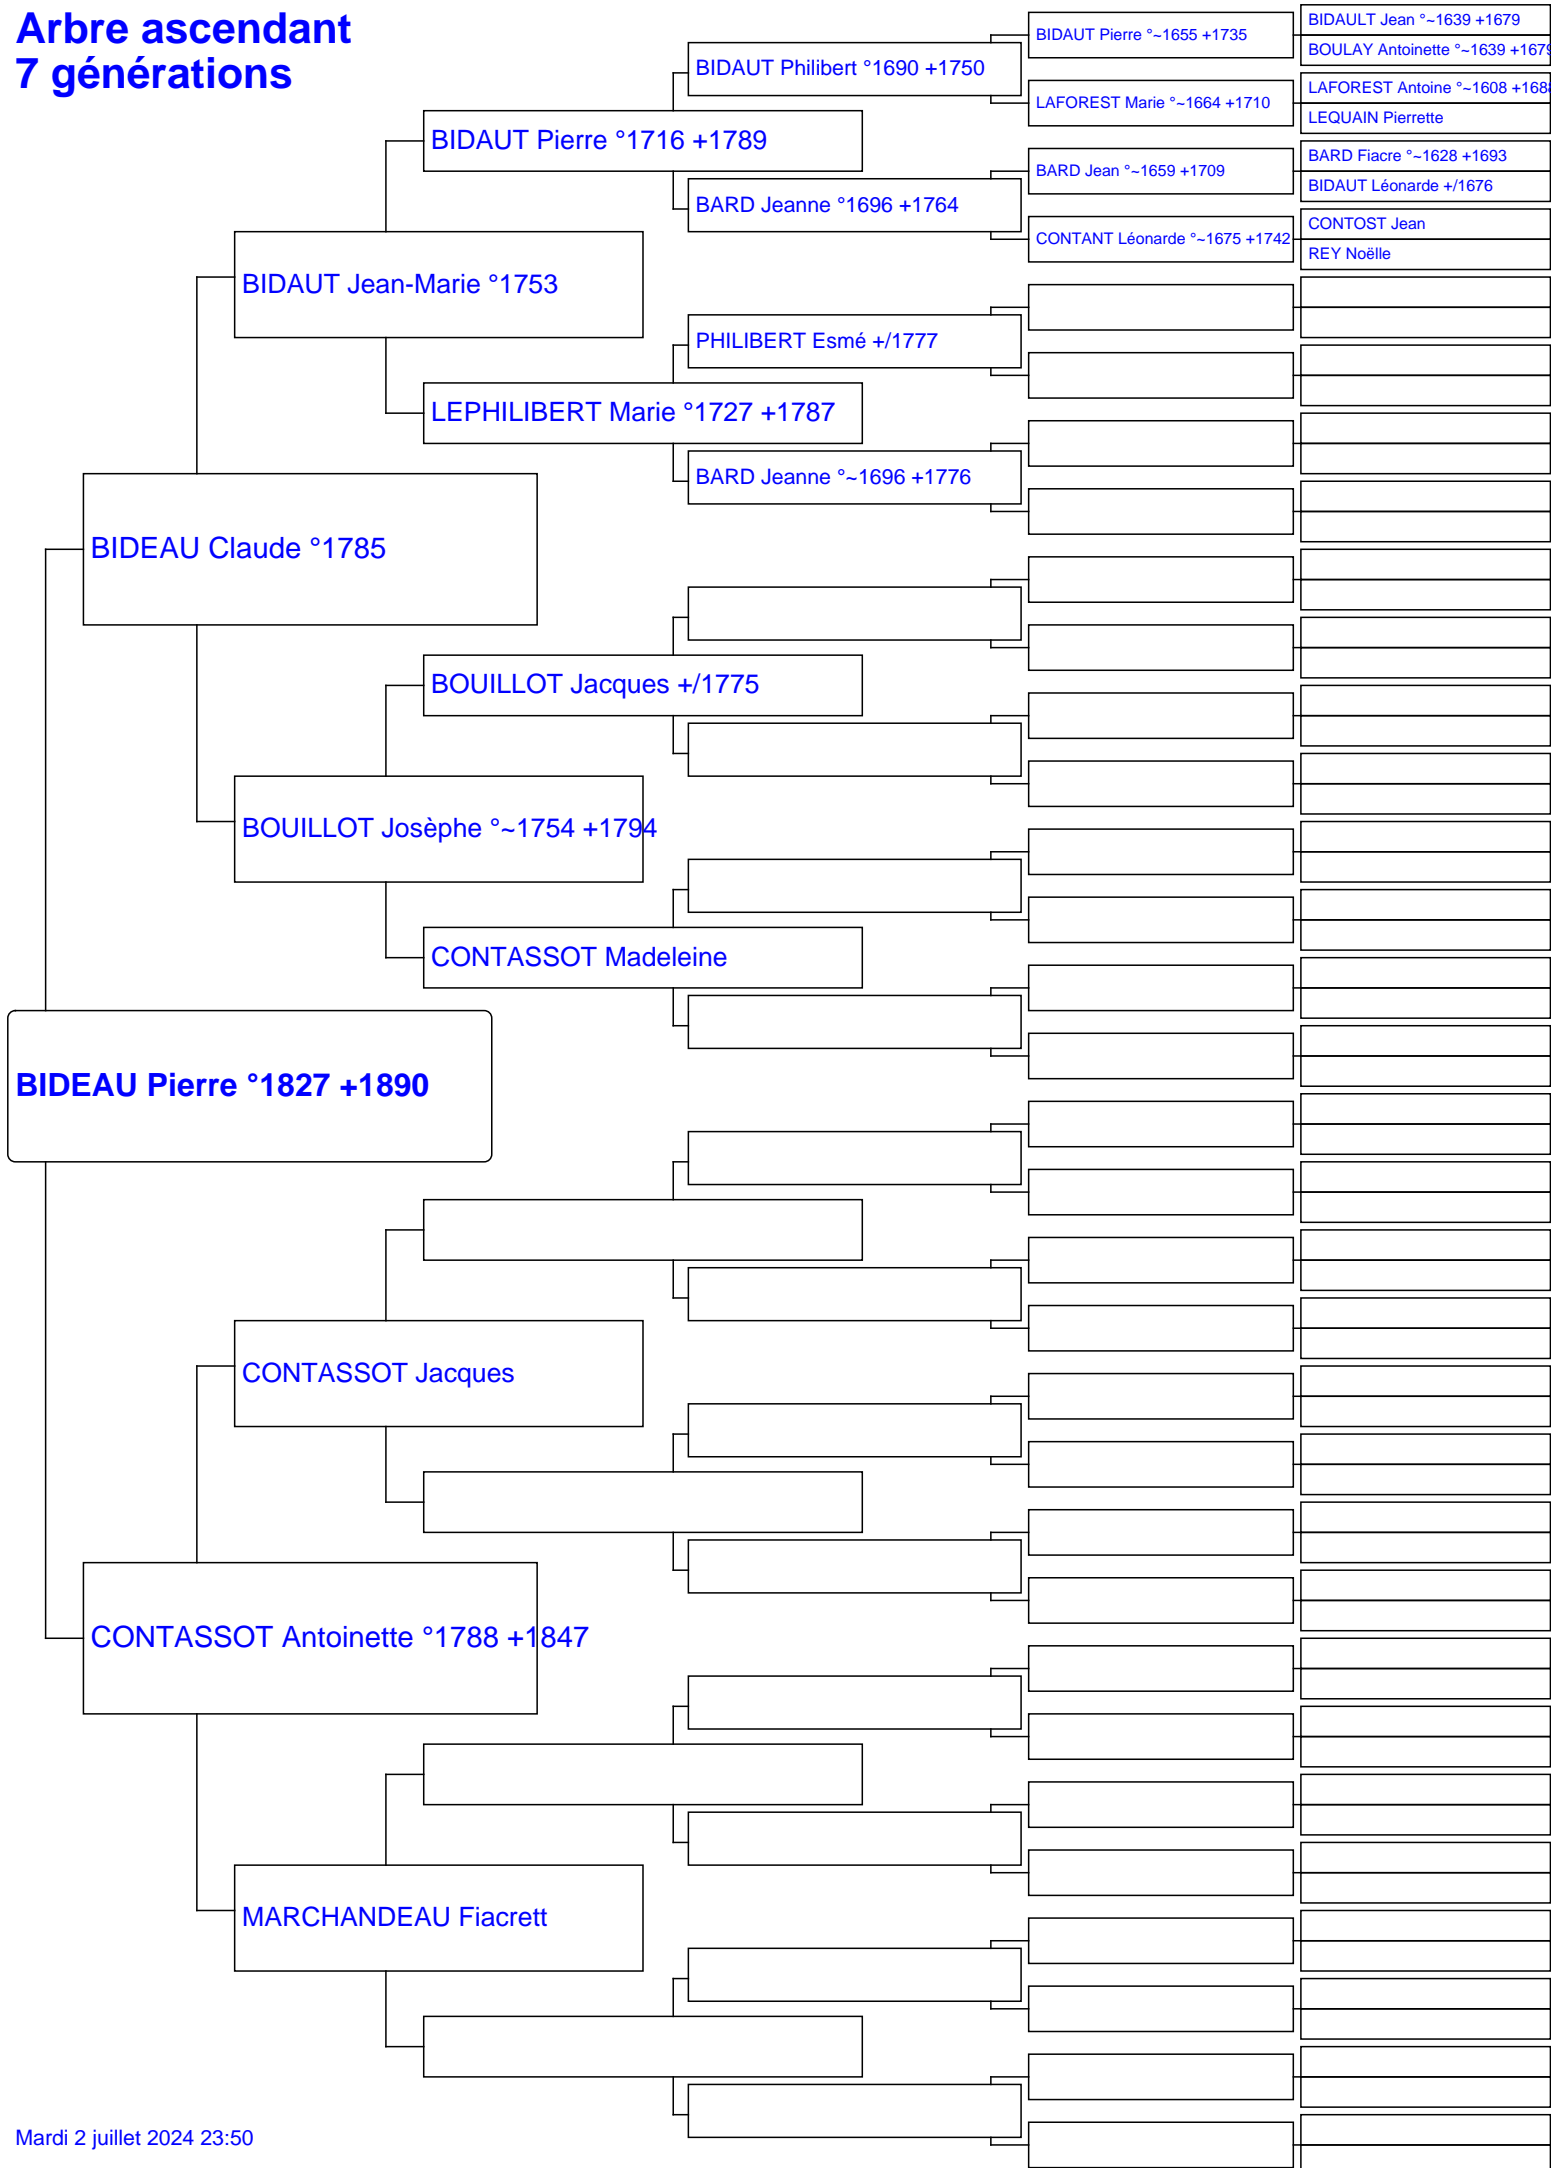 Arbre ascendant
7 générations
BIDAULT Jean °~1639 +1679
BIDAUT Pierre °~1655 +1735
BOULAY Antoinette °~1639 +1679
BIDAUT Philibert °1690 +1750
LAFOREST Antoine °~1608 +168
LAFOREST Marie °~1664 +1710
LEQUAIN Pierrette
BIDAUT Pierre °1716 +1789
BARD Fiacre °~1628 +1693
BARD Jean °~1659 +1709
BIDAUT Léonarde +/1676
BARD Jeanne °1696 +1764
CONTOST Jean
CONTANT Léonarde °~1675 +1742
REY Noëlle
BIDAUT Jean-Marie °1753
PHILIBERT Esmé +/1777
LEPHILIBERT Marie °1727 +1787
BARD Jeanne °~1696 +1776
BIDEAU Claude °1785
BOUILLOT Jacques +/1775
BOUILLOT Josèphe °~1754 +1794
CONTASSOT Madeleine
BIDEAU Pierre °1827 +1890
CONTASSOT Jacques
CONTASSOT Antoinette °1788 +1847
MARCHANDEAU Fiacrett
Mardi 2 juillet 2024 23:50